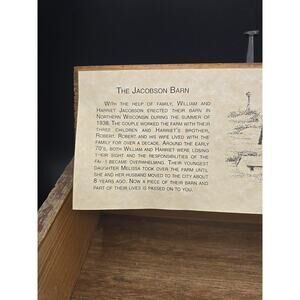 The Jacobson Barn
With the help of family, William and
Harriet Jacobson erected their barn in
Northern Wisconsin during the summer of
1938. The couple worked the farm with their
three children and Harriet's brother,
Robert. Robert and his wife lived with the
family for over a decade. Around the early
70's, both William and Harriet were losing
their sight and the responsibilities of the
farm became overwhelming. Their youngest
daughter Melissa took over the farm until
she and her husband moved to the city about
8 years ago. Now a piece of their barn and
part of their lives is passed on to you.